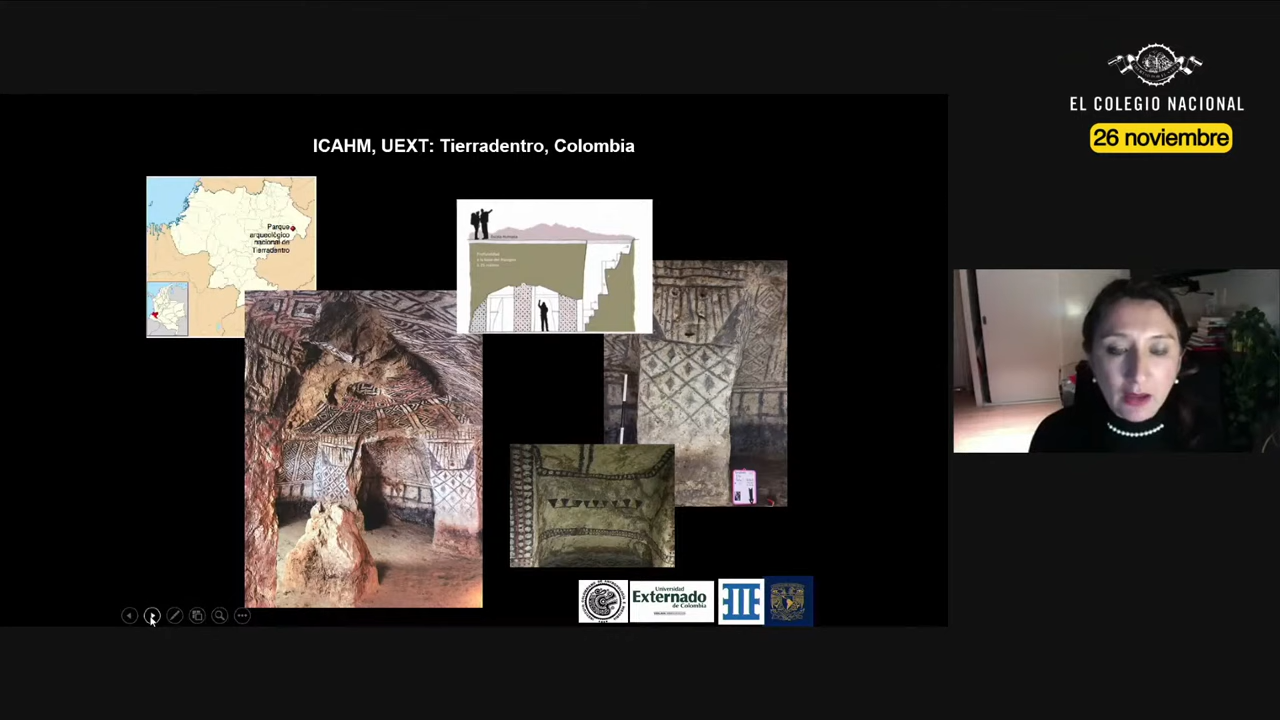 EL COLEGIO NACIONAL
26 noviembre
ICAHM, UEXT: Tierradentro, Colombia
Parque
arqueológico
nacional de
Tierradentro
Universidad
Externado
de Colombia